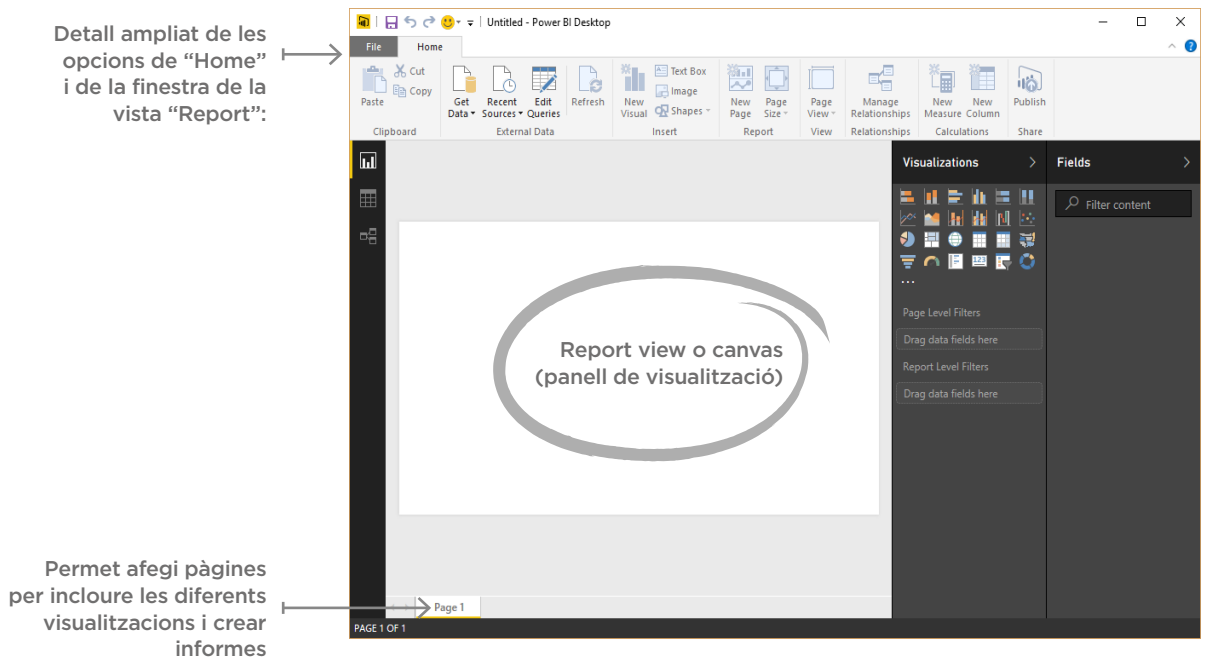 Detall ampliat de les
opcions de “Home”
i de la finestra de la
vista “Report”:
Untitled - Power BI Desktop
File
Home
Paste
Cut
Copy
Clipboard
Get
Data
Recent
Sources
Edit
Queries
Refresh
External Data
New
Visual
Text Box
Image
Shapes
Insert
New
Page
Page
Size
Report
Page
View
View
Manage
Relationships
Relationships
New
Measure
New
Column
Calculations
Publish
Share
Visualizations
Fields
Filter content
123
...
Page Level Filters
Drag data fields here
Report Level Filters
Drag data fields here
Report view o canvas
(panell de visualització)
Permet afegi pàgines
per incloure les diferents
visualitzacions i crear
informes
Page 1
PAGE 1 OF 1